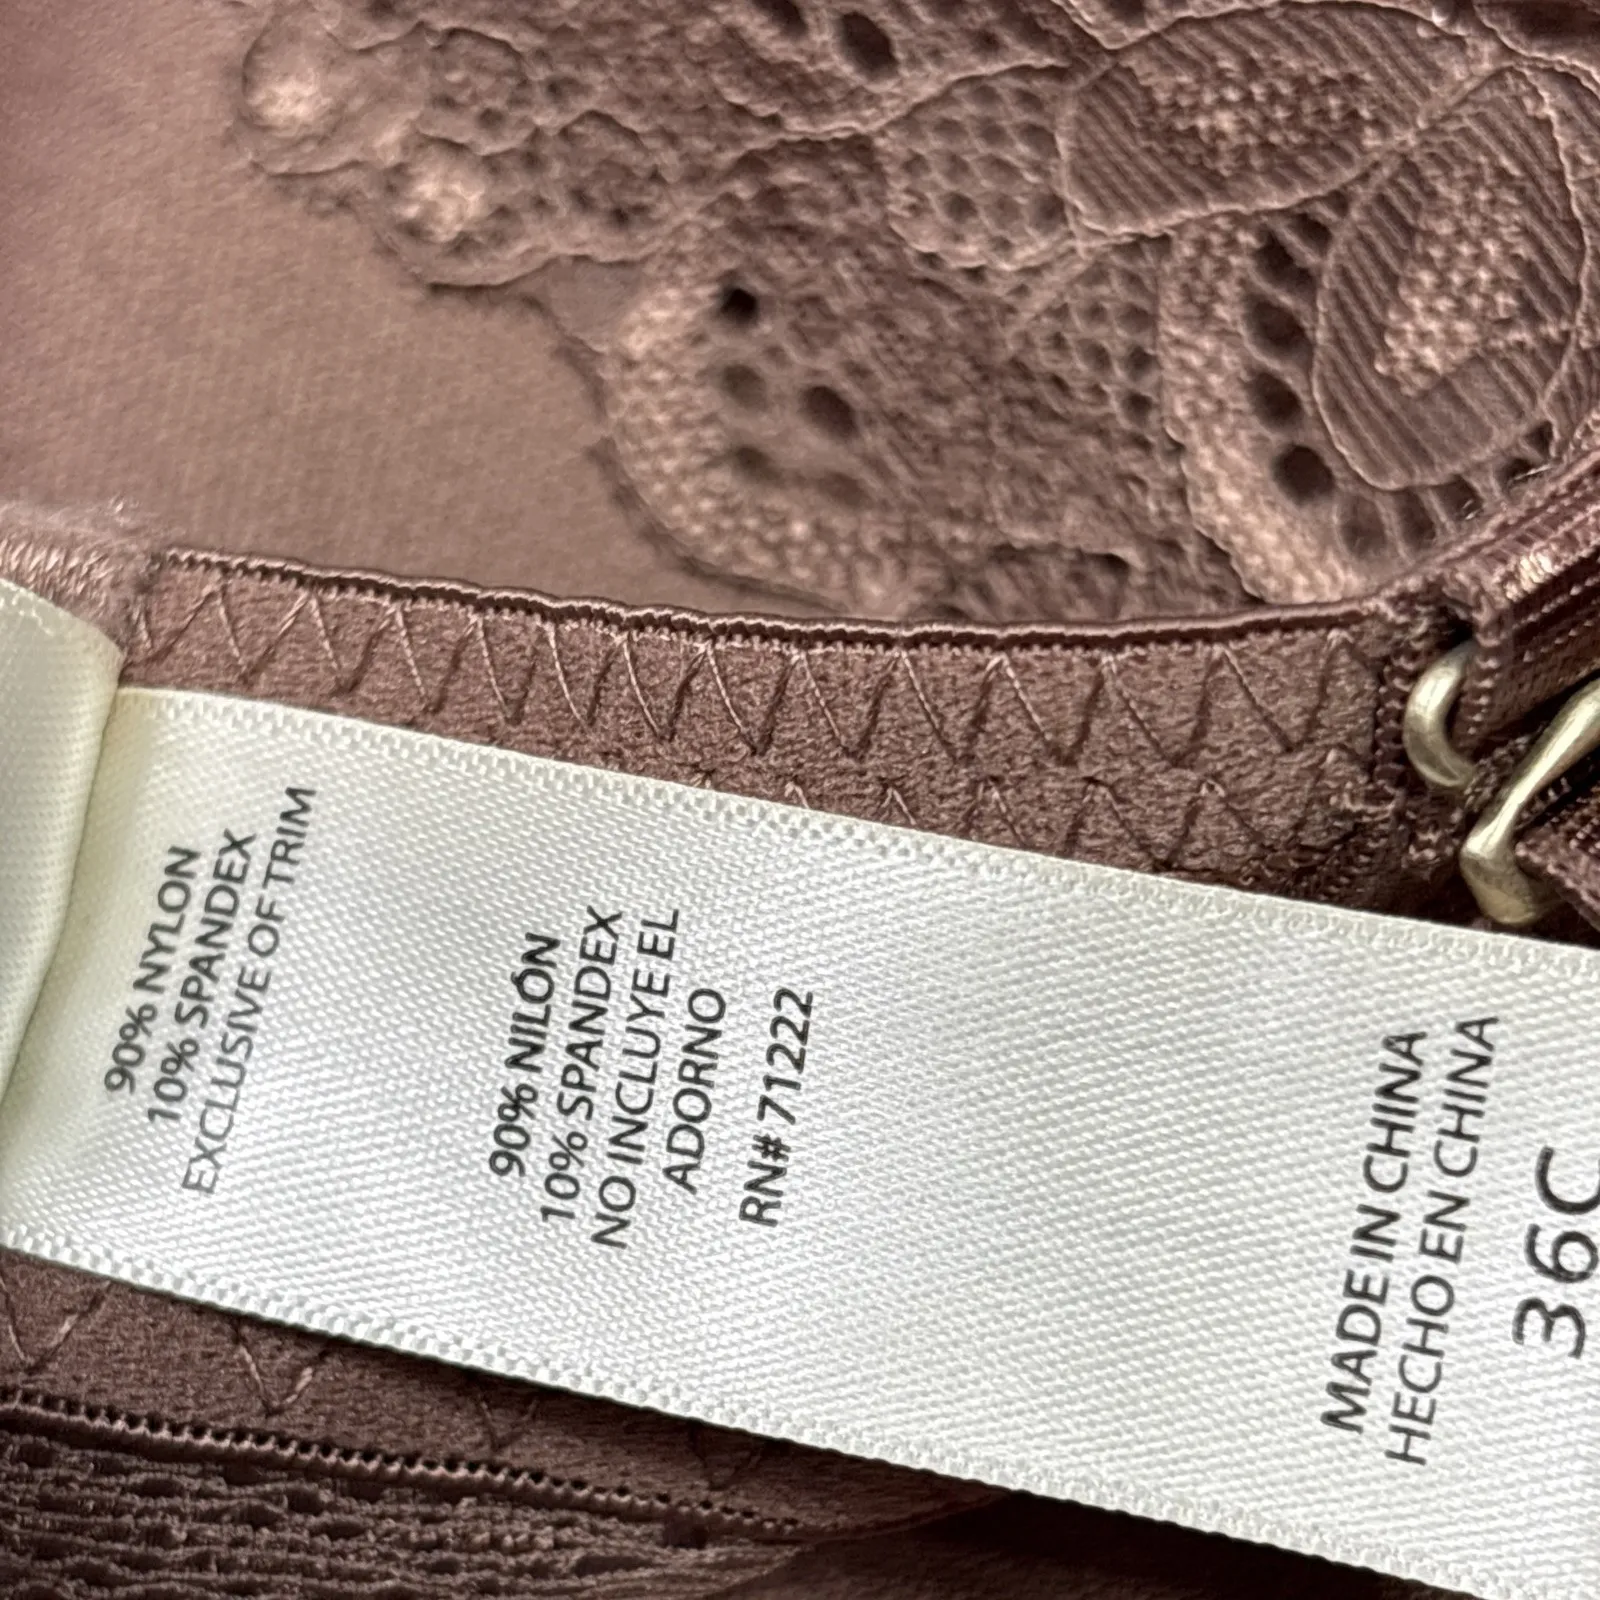 90% NYLON
10% SPANDEX
EXCLUSIVE OF TRIM
90% NILÓN
10% SPANDEX
NO INCLUYE EL
ADORNO
RN# 71222
MADE IN CHINA
HECHO EN CHINA
36C